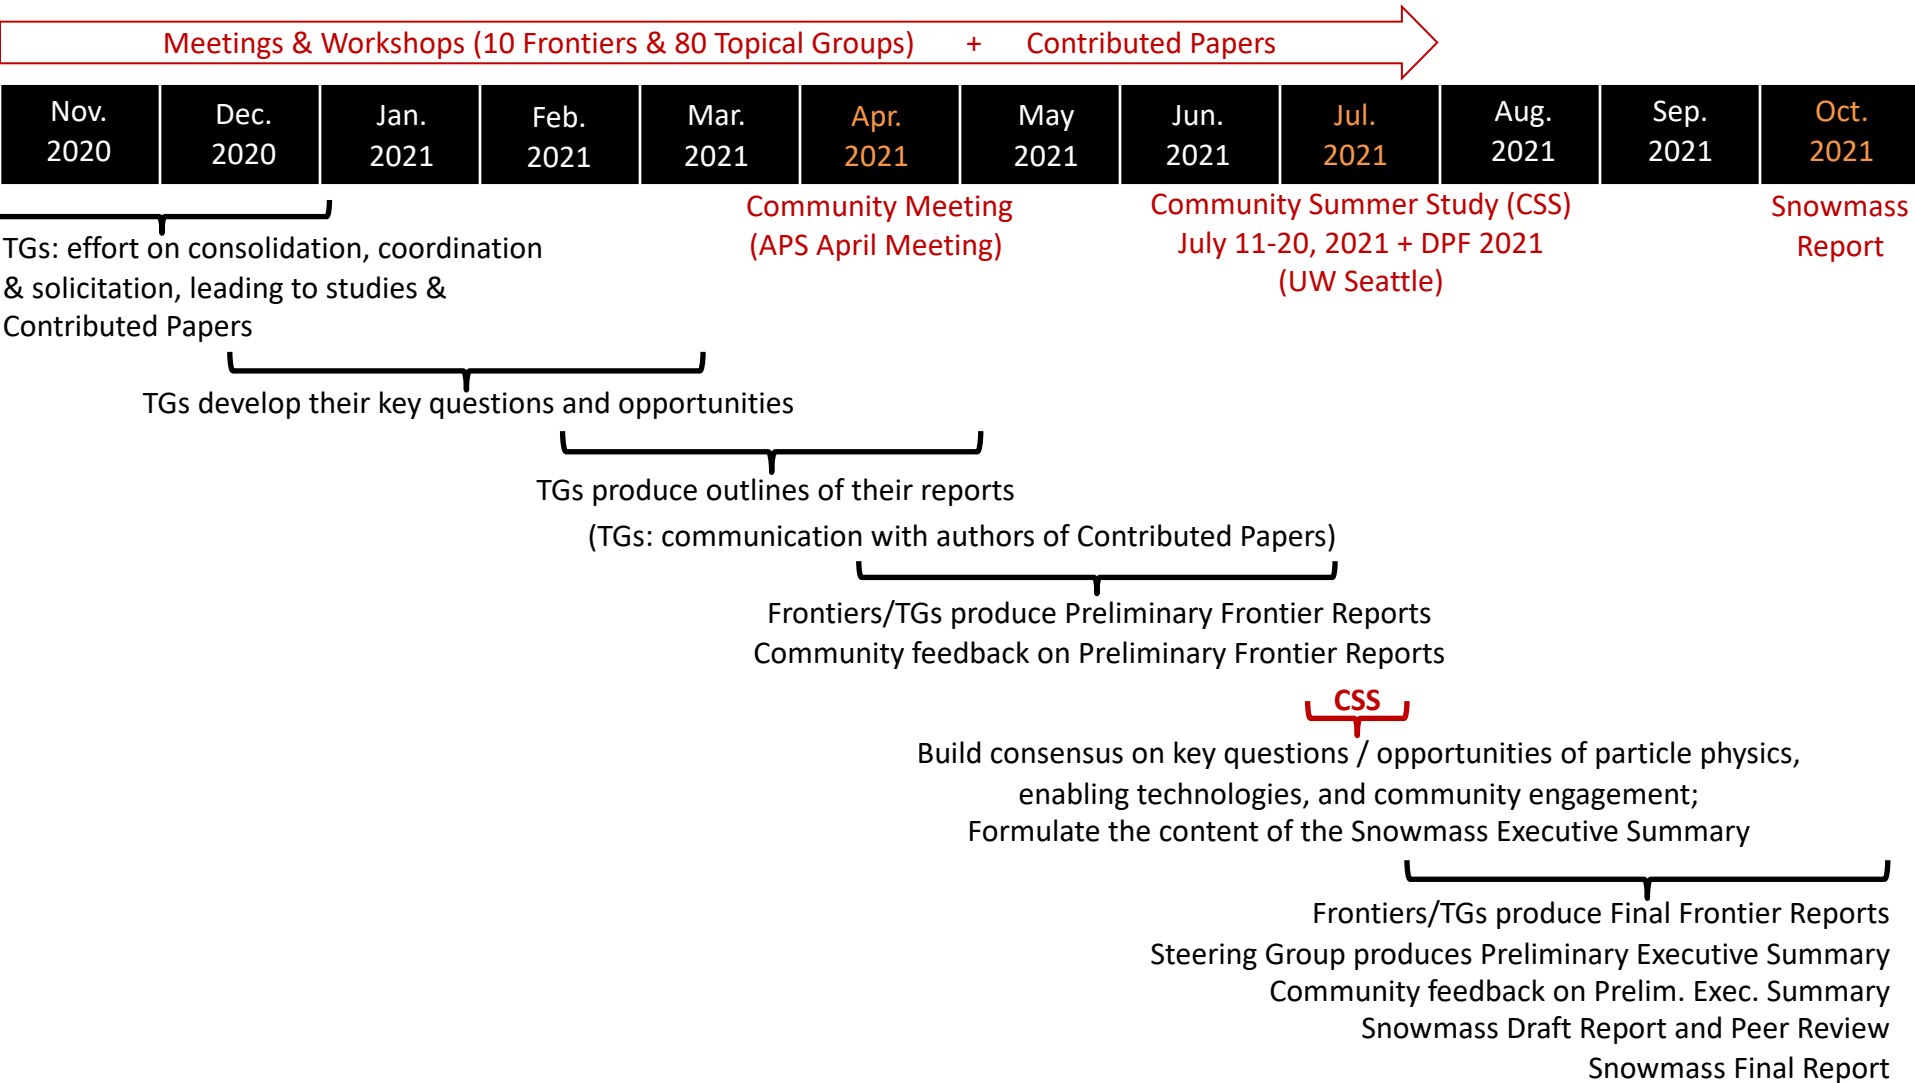 Meetings & Workshops (10 Frontiers & 80 Topical Groups) + Contributed Papers
Nov. 2020
Dec. 2020
Jan. 2021
Feb. 2021
Mar. 2021
Apr. 2021
May 2021
Jun. 2021
Jul. 2021
Aug. 2021
Sep. 2021
Oct. 2021
Community Meeting
(APS April Meeting)
Community Summer Study (CSS)
July 11-20, 2021 + DPF 2021
(UW Seattle)
Snowmass
Report
TGs: effort on consolidation, coordination
& solicitation, leading to studies &
Contributed Papers
TGs develop their key questions and opportunities
TGs produce outlines of their reports
(TGs: communication with authors of Contributed Papers)
Frontiers/TGs produce Preliminary Frontier Reports
Community feedback on Preliminary Frontier Reports
CSS
Build consensus on key questions / opportunities of particle physics,
enabling technologies, and community engagement;
Formulate the content of the Snowmass Executive Summary
Frontiers/TGs produce Final Frontier Reports
Steering Group produces Preliminary Executive Summary
Community feedback on Prelim. Exec. Summary
Snowmass Draft Report and Peer Review
Snowmass Final Report